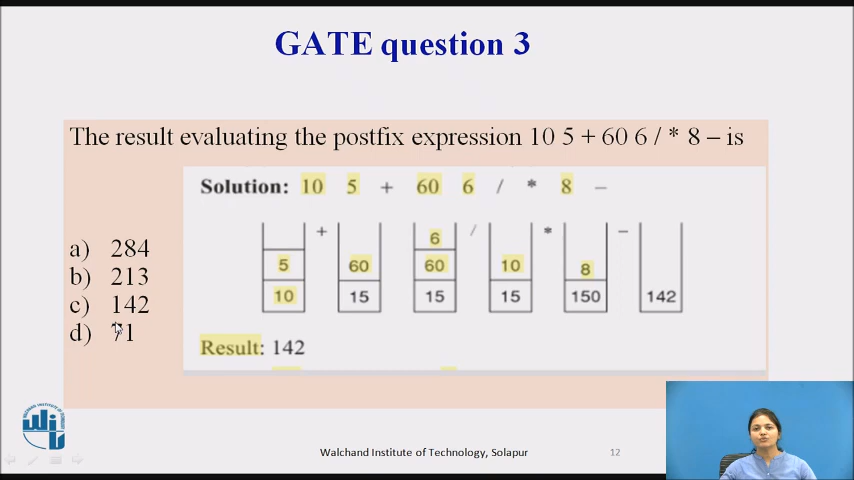 GATE question 3
The result evaluating the postfix expression 10 5 + 60 6 / * 8 – is
Solution: 10 5 + 60 6 / * 8 –
a) 284
b) 213
c) 142
d) 71
+ 6 / * –
5 60 60 10 8
10 15 15 15 150 142
Result: 142
Walchand Institute of Technology, Solapur
12